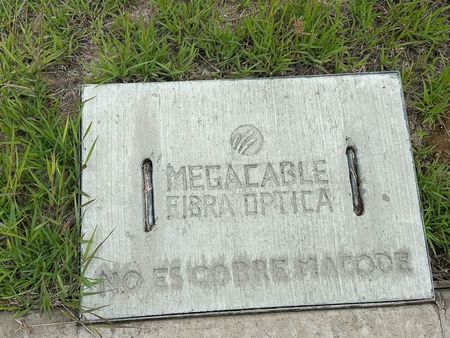 MEGACABLE
FIBRA OPTICA
NO ES COBRE MACODE